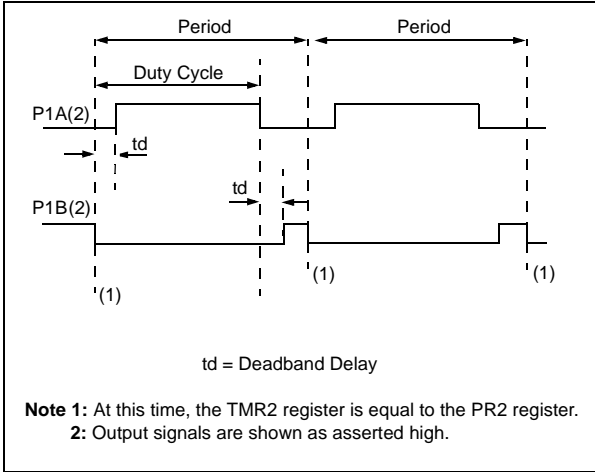 Period Period
Duty Cycle
P1A(2)
td
td
P1B(2)
(1) (1) (1)
td = Deadband Delay
Note 1: At this time, the TMR2 register is equal to the PR2 register.
2: Output signals are shown as asserted high.